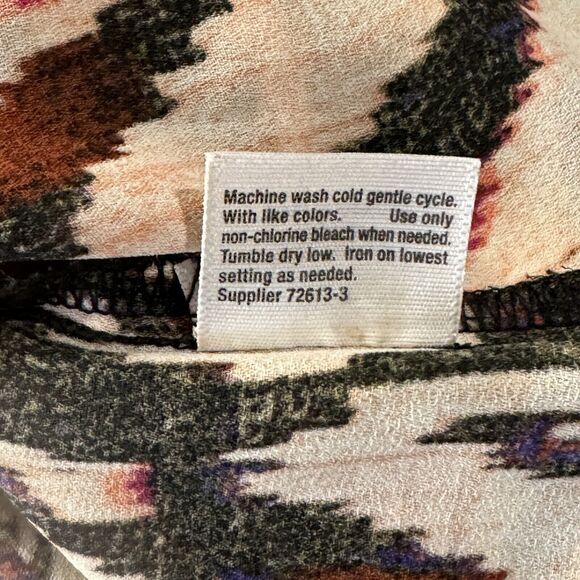 Machine wash cold gentle cycle.
With like colors. Use only
non-chlorine bleach when needed.
Tumble dry low. Iron on lowest
setting as needed.
Supplier 72613-3